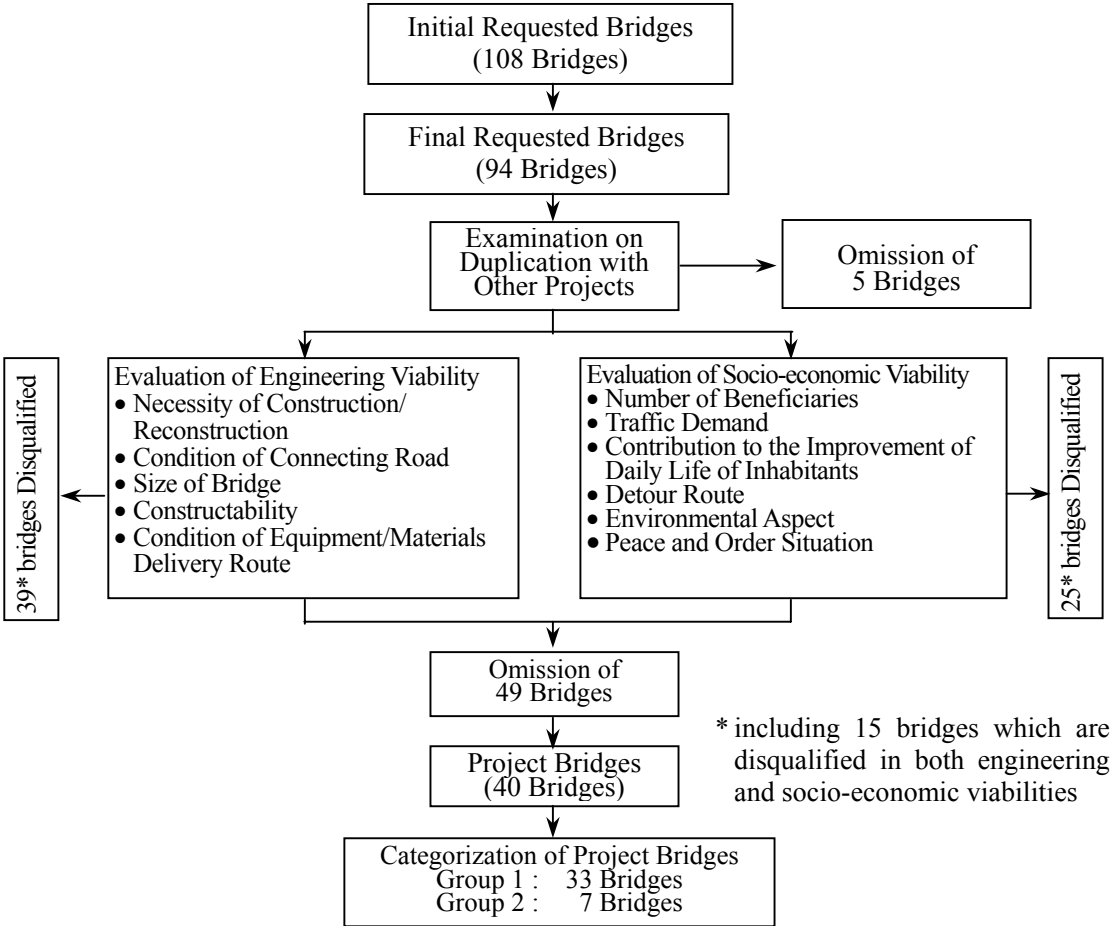 Initial Requested Bridges
(108 Bridges)
Final Requested Bridges
(94 Bridges)
Examination on
Duplication with
Other Projects
Omission of
5 Bridges
39* bridges Disqualified
Evaluation of Engineering Viability
• Necessity of Construction/
Reconstruction
• Condition of Connecting Road
• Size of Bridge
• Constructability
• Condition of Equipment/Materials
Delivery Route
Evaluation of Socio-economic Viability
• Number of Beneficiaries
• Traffic Demand
• Contribution to the Improvement of
Daily Life of Inhabitants
• Detour Route
• Environmental Aspect
• Peace and Order Situation
25* bridges Disqualified
Omission of
49 Bridges
Project Bridges
(40 Bridges)
* including 15 bridges which are
disqualified in both engineering
and socio-economic viabilities
Categorization of Project Bridges
Group 1 : 33 Bridges
Group 2 : 7 Bridges